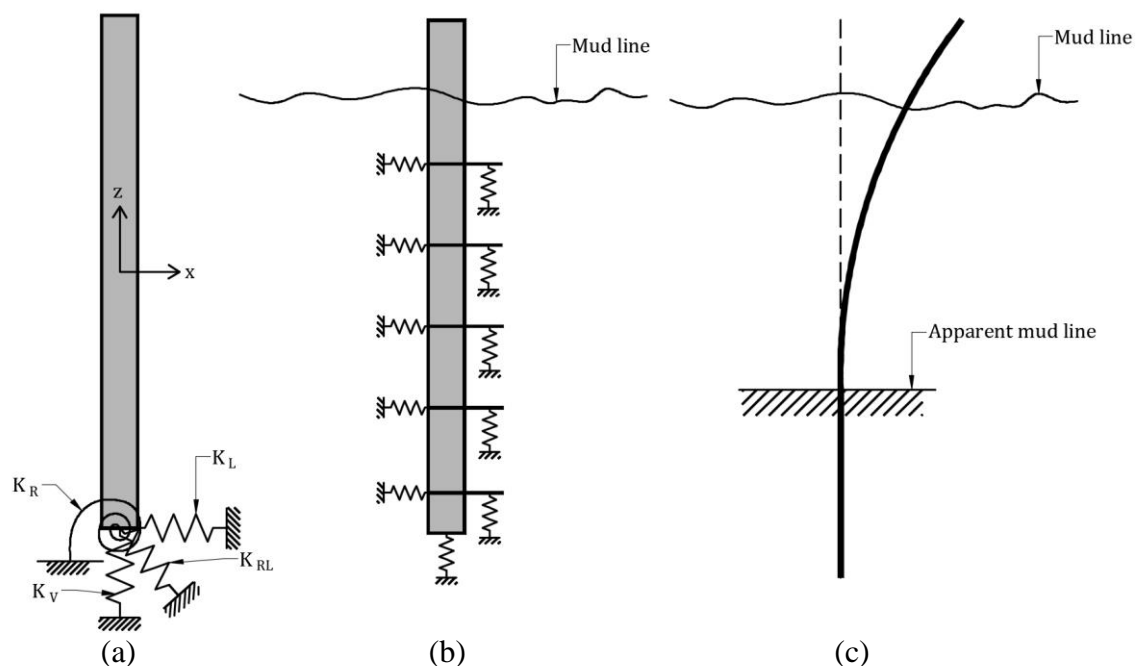 Mud line
Mud line
z
x
Apparent mud line
K L
K R
K RL
K V
(a)
(b)
(c)